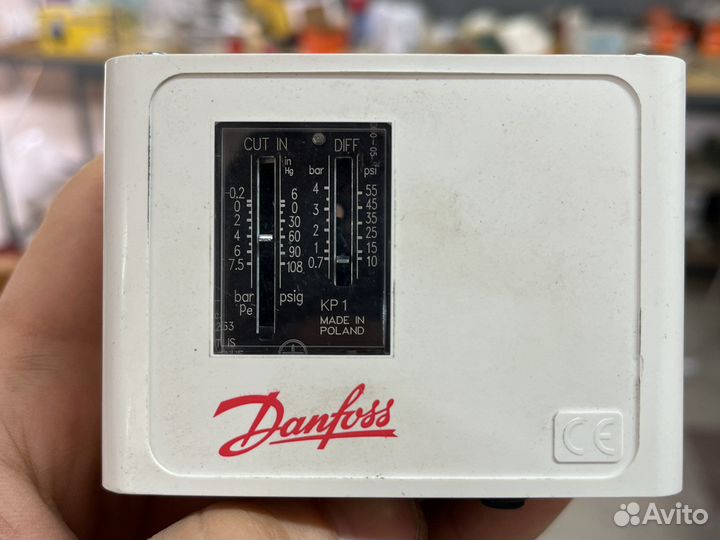 CUT IN DIFF
in Hg bar psi
-0.2 6 4 55
0 0 45
2 30 3 35
4 60 2 25
6 90 1 15
7.5 108 0.7 10
bar psig
Pe KP 1
MADE IN
POLAND
Danfoss
CE
Avito